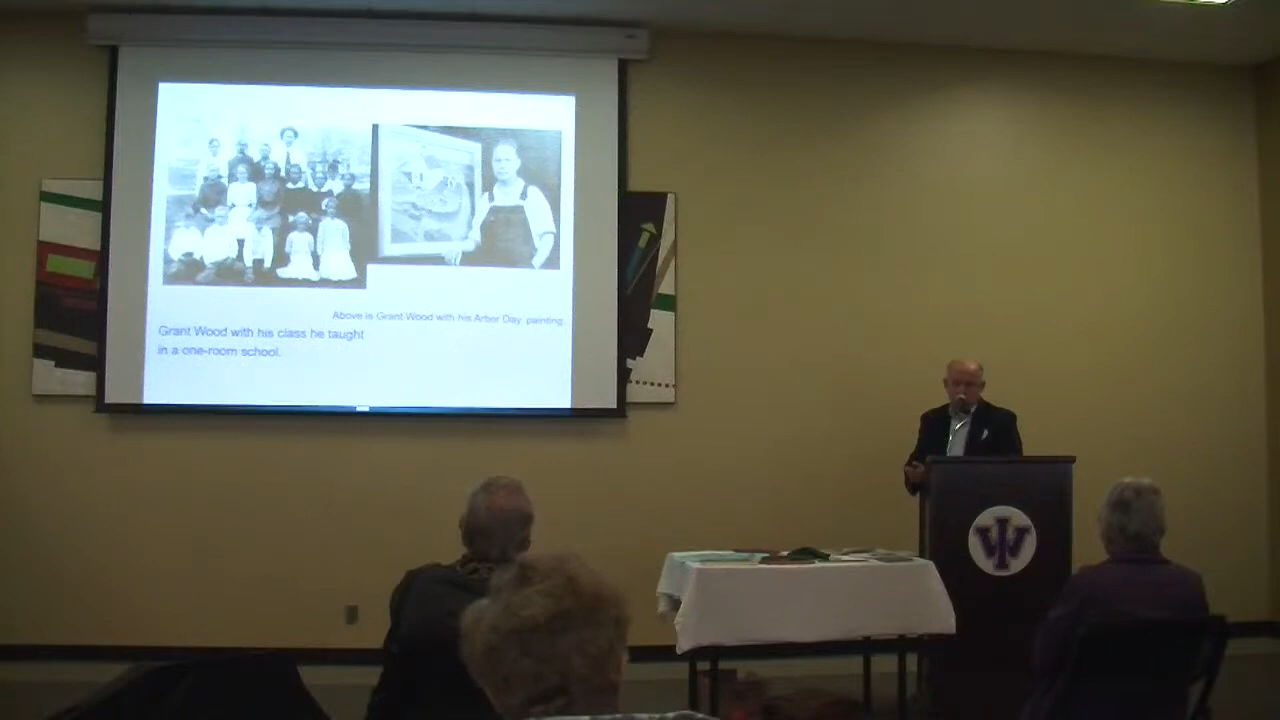 Above is Grant Wood with his Arbor Day painting.
Grant Wood with his class he taught
in a one-room school.
IW